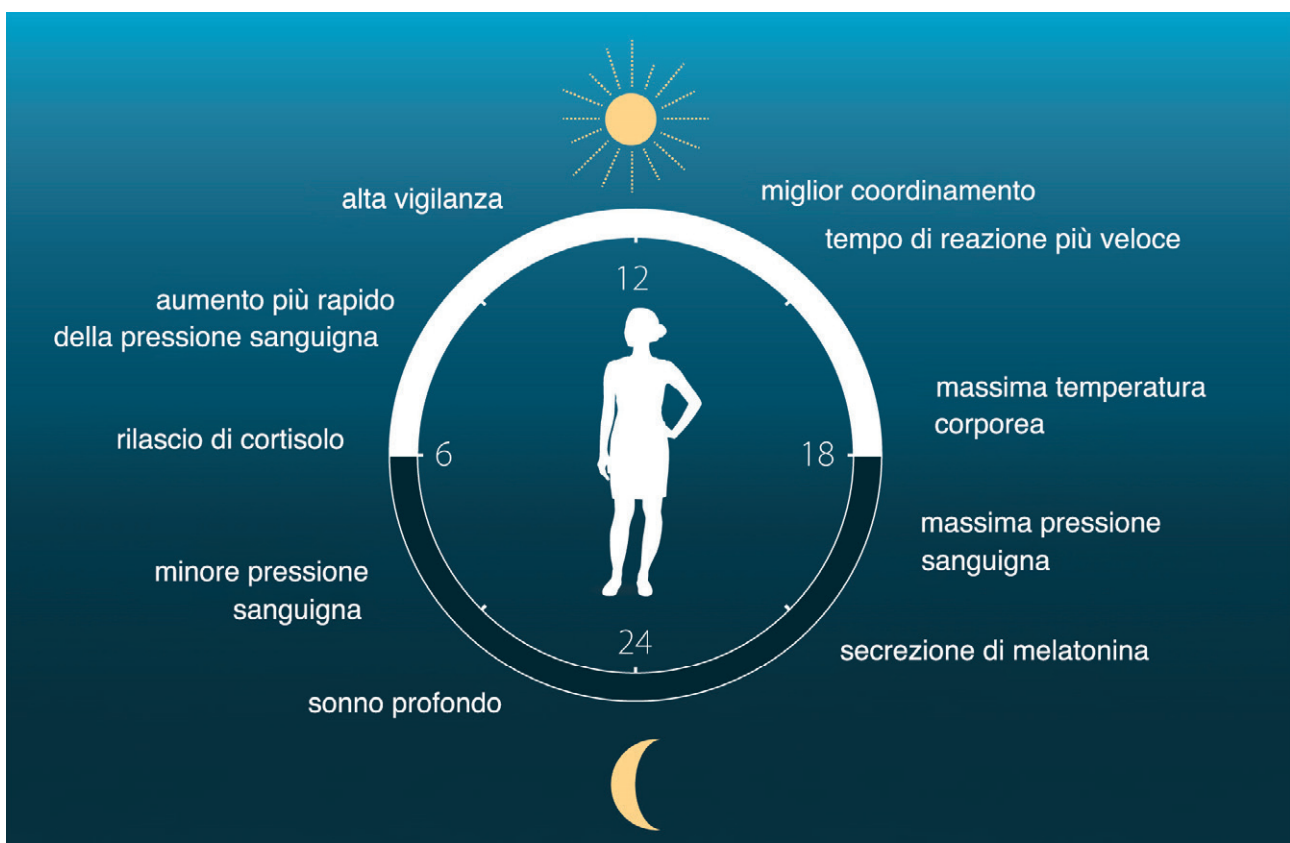 alta vigilanza
miglior coordinamento
tempo di reazione più veloce
12
aumento più rapido
della pressione sanguigna
massima temperatura
corporea
rilascio di cortisolo
6
18
massima pressione
sanguigna
minore pressione
sanguigna
24
secrezione di melatonina
sonno profondo